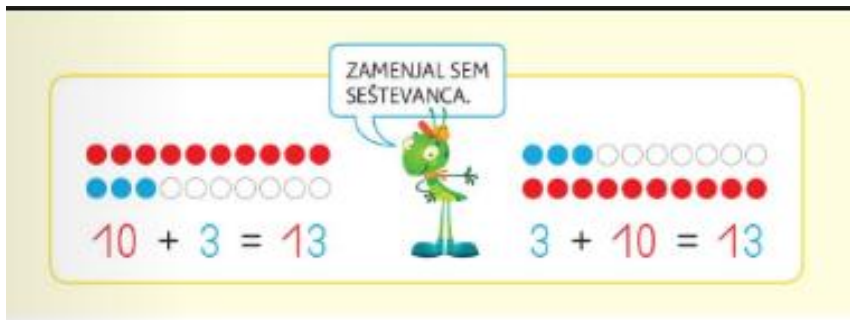 ZAMENJAL SEM
SEŠTEVANCA.
10 + 3 = 13
3 + 10 = 13